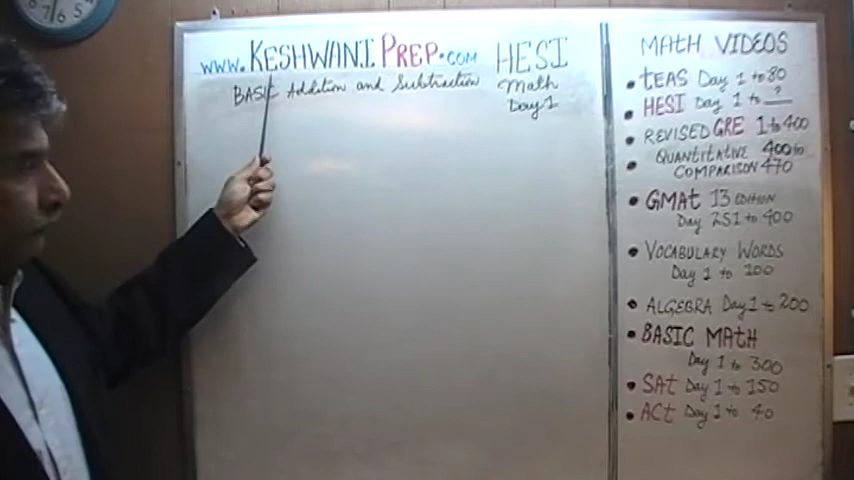 7 6 5
www.KESHWANI PREP.com HESI
BASIC Addition and Subtraction Math
Day 1
MATH VIDEOS
• TEAS Day 1 to 80
• HESI Day 1 to ?
• REVISED GRE 1 to 400
• QUANTITATIVE 400 to
COMPARISON 470
• GMAT 13 EDITION
Day 251 to 400
• VOCABULARY WORDS
Day 1 to 200
• ALGEBRA Day 1 to 200
• BASIC MATH
Day 1 to 300
• SAT Day 1 to 150
• ACT Day 1 to 40